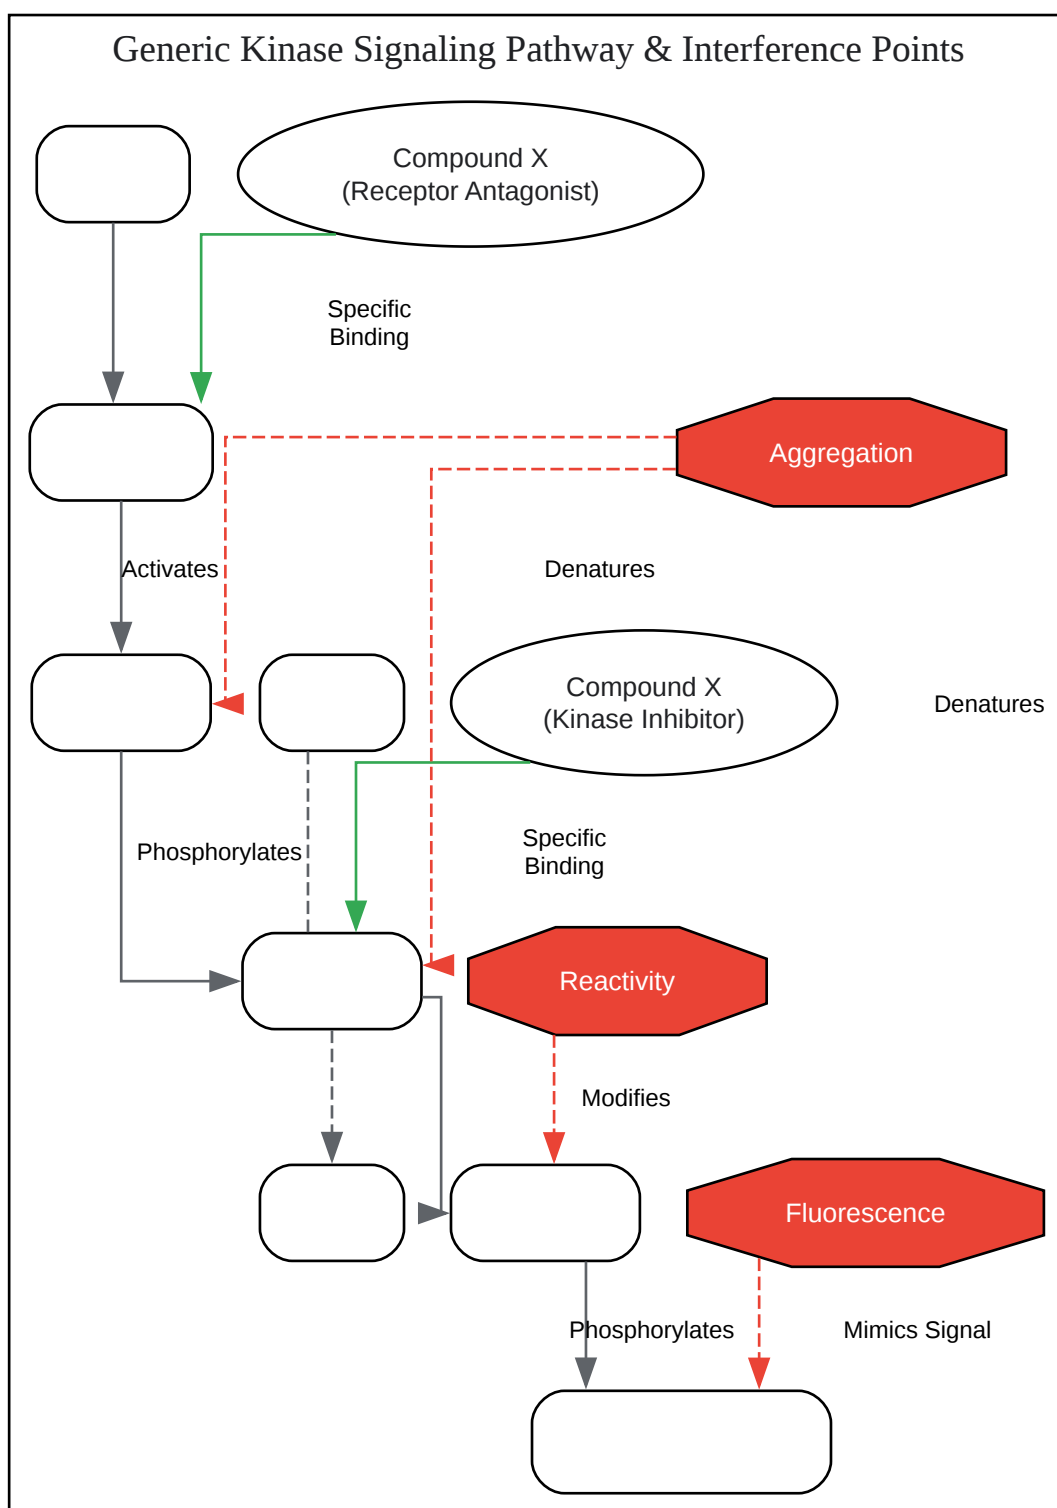 Generic Kinase Signaling Pathway & Interference Points
Compound X
(Receptor Antagonist)
Specific
Binding
Aggregation
Activates
Denatures
Compound X
(Kinase Inhibitor)
Denatures
Phosphorylates
Specific
Binding
Reactivity
Modifies
Fluorescence
Phosphorylates
Mimics Signal